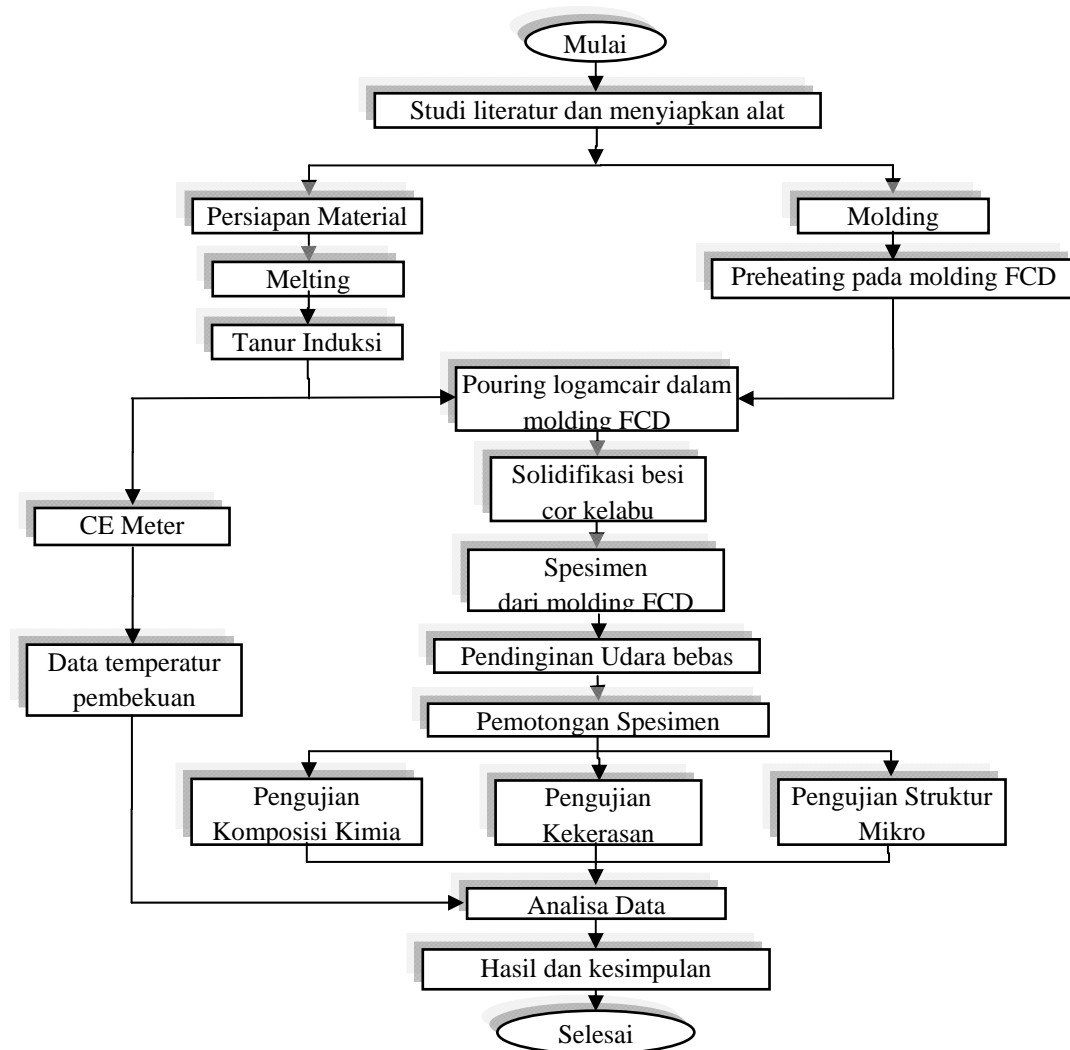 Mulai
Studi literatur dan menyiapkan alat
Persiapan Material
Molding
Melting
Preheating pada molding FCD
Tanur Induksi
Pouring logamcair dalam
molding FCD
Solidifikasi besi
cor kelabu
CE Meter
Spesimen
dari molding FCD
Data temperatur
pembekuan
Pendinginan Udara bebas
Pemotongan Spesimen
Pengujian
Komposisi Kimia
Pengujian
Kekerasan
Pengujian Struktur
Mikro
Analisa Data
Hasil dan kesimpulan
Selesai